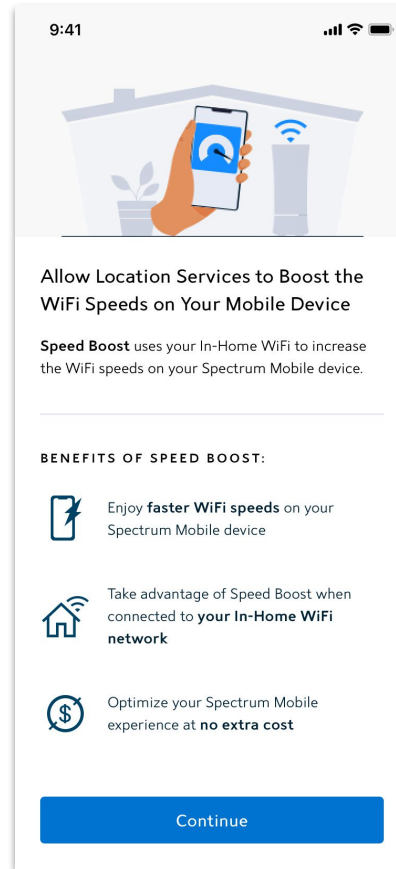 9:41
Allow Location Services to Boost the
WiFi Speeds on Your Mobile Device
Speed Boost uses your In-Home WiFi to increase
the WiFi speeds on your Spectrum Mobile device.
BENEFITS OF SPEED BOOST:
Enjoy faster WiFi speeds on your
Spectrum Mobile device
Take advantage of Speed Boost when
connected to your In-Home WiFi
network
$
Optimize your Spectrum Mobile
experience at no extra cost
Continue